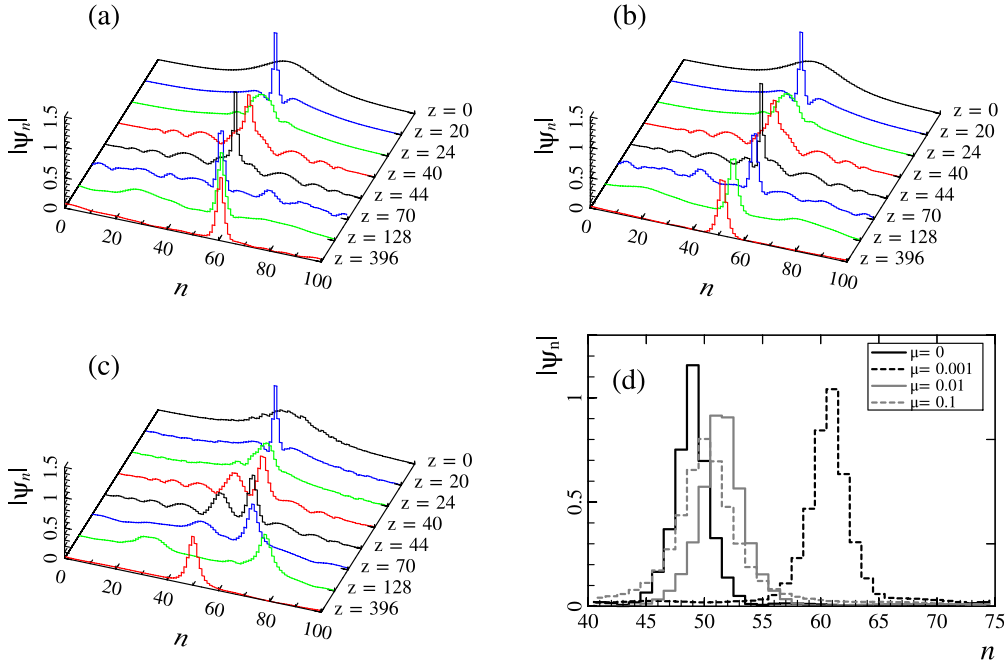 (a)
|ψn|
1.5
1
0.5
0
0
20
40
60
80
100
n
z = 0
z = 20
z = 24
z = 40
z = 44
z = 70
z = 128
z = 396
(b)
|ψn|
1.5
1
0.5
0
0
20
40
60
80
100
n
z = 0
z = 20
z = 24
z = 40
z = 44
z = 70
z = 128
z = 396
(c)
|ψn|
1.5
1
0.5
0
0
20
40
60
80
100
n
z = 0
z = 20
z = 24
z = 40
z = 44
z = 70
z = 128
z = 396
(d)
|ψn|
1
0.5
0
μ= 0
μ= 0.001
μ= 0.01
μ= 0.1
40 45 50 55 60 65 70 75
n